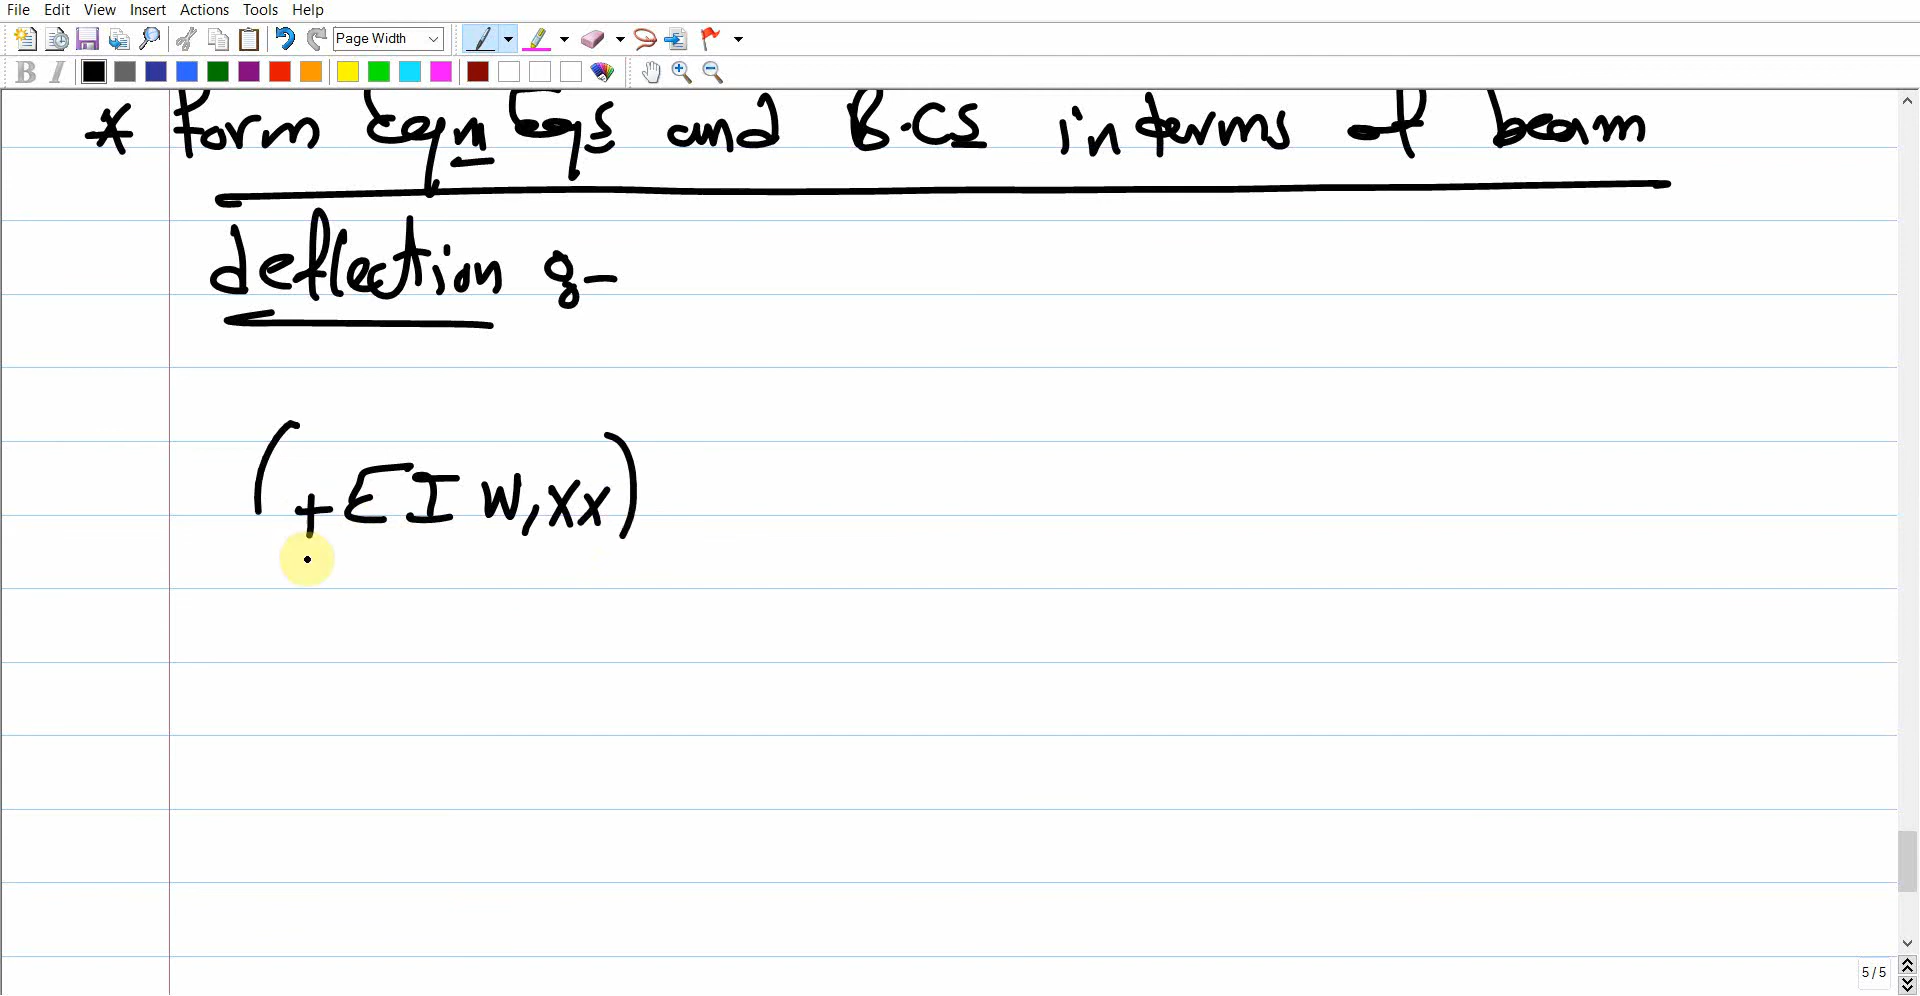 File Edit View Insert Actions Tools Help
Page Width
B I
* Form Eqm Eqs and B.Cs in terms of beam
deflection :-
(+EI W,xx)
5 / 5